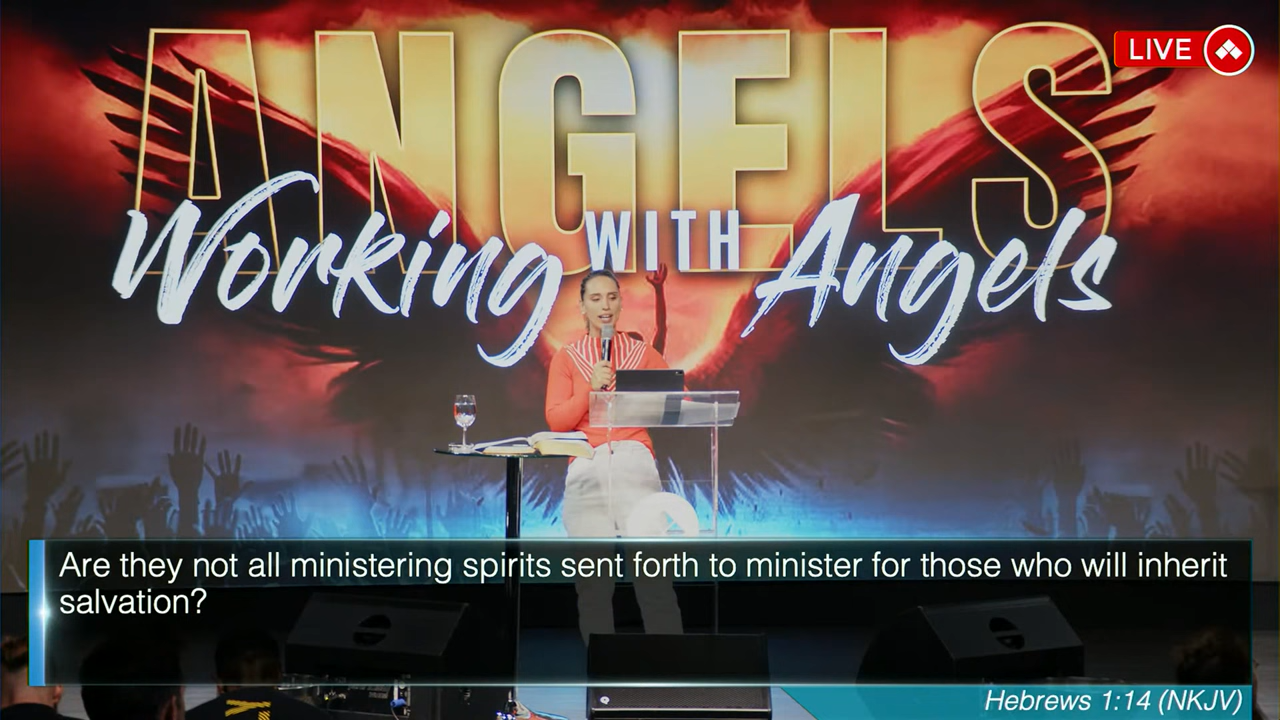 LIVE
ANGELS
Working WITH Angels
Are they not all ministering spirits sent forth to minister for those who will inherit
salvation?
Hebrews 1:14 (NKJV)